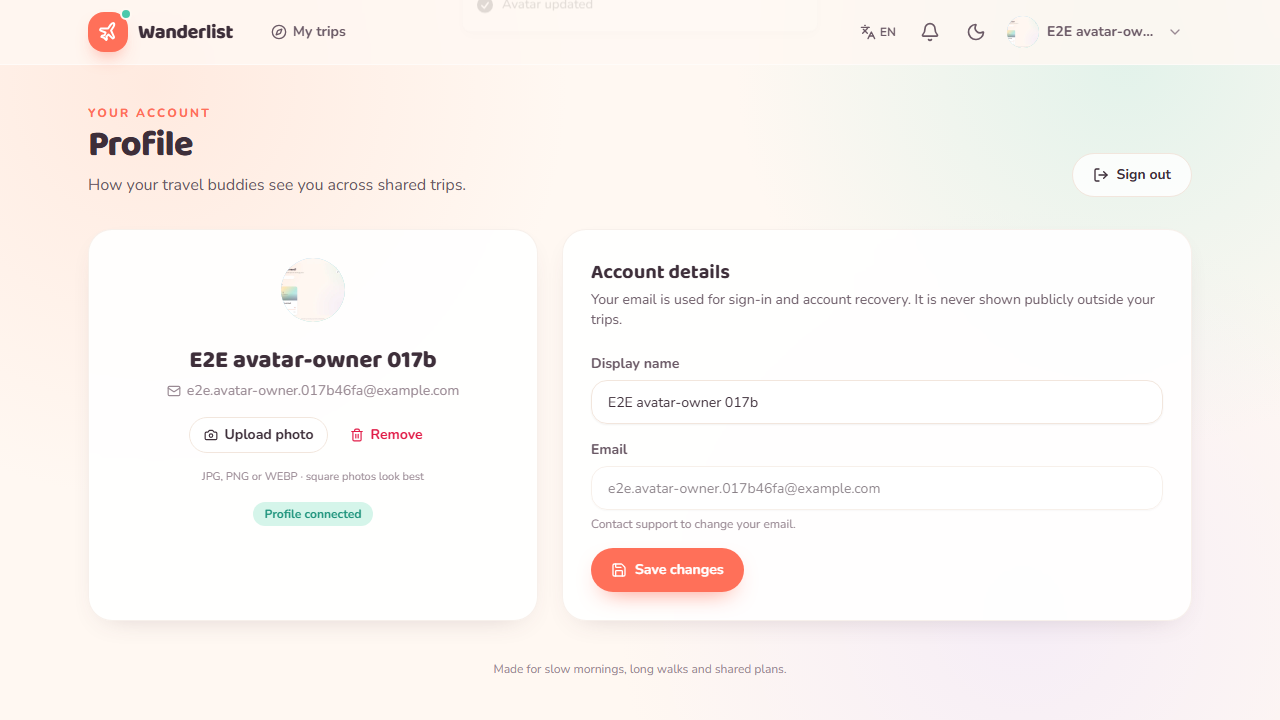 Avatar updated
Wanderlist
My trips
EN
E2E avatar-ow...
YOUR ACCOUNT
Profile
How your travel buddies see you across shared trips.
Sign out
E2E avatar-owner 017b
e2e.avatar-owner.017b46fa@example.com
Upload photo
Remove
JPG, PNG or WEBP · square photos look best
Profile connected
Account details
Your email is used for sign-in and account recovery. It is never shown publicly outside your
trips.
Display name
E2E avatar-owner 017b
Email
e2e.avatar-owner.017b46fa@example.com
Contact support to change your email.
Save changes
Made for slow mornings, long walks and shared plans.